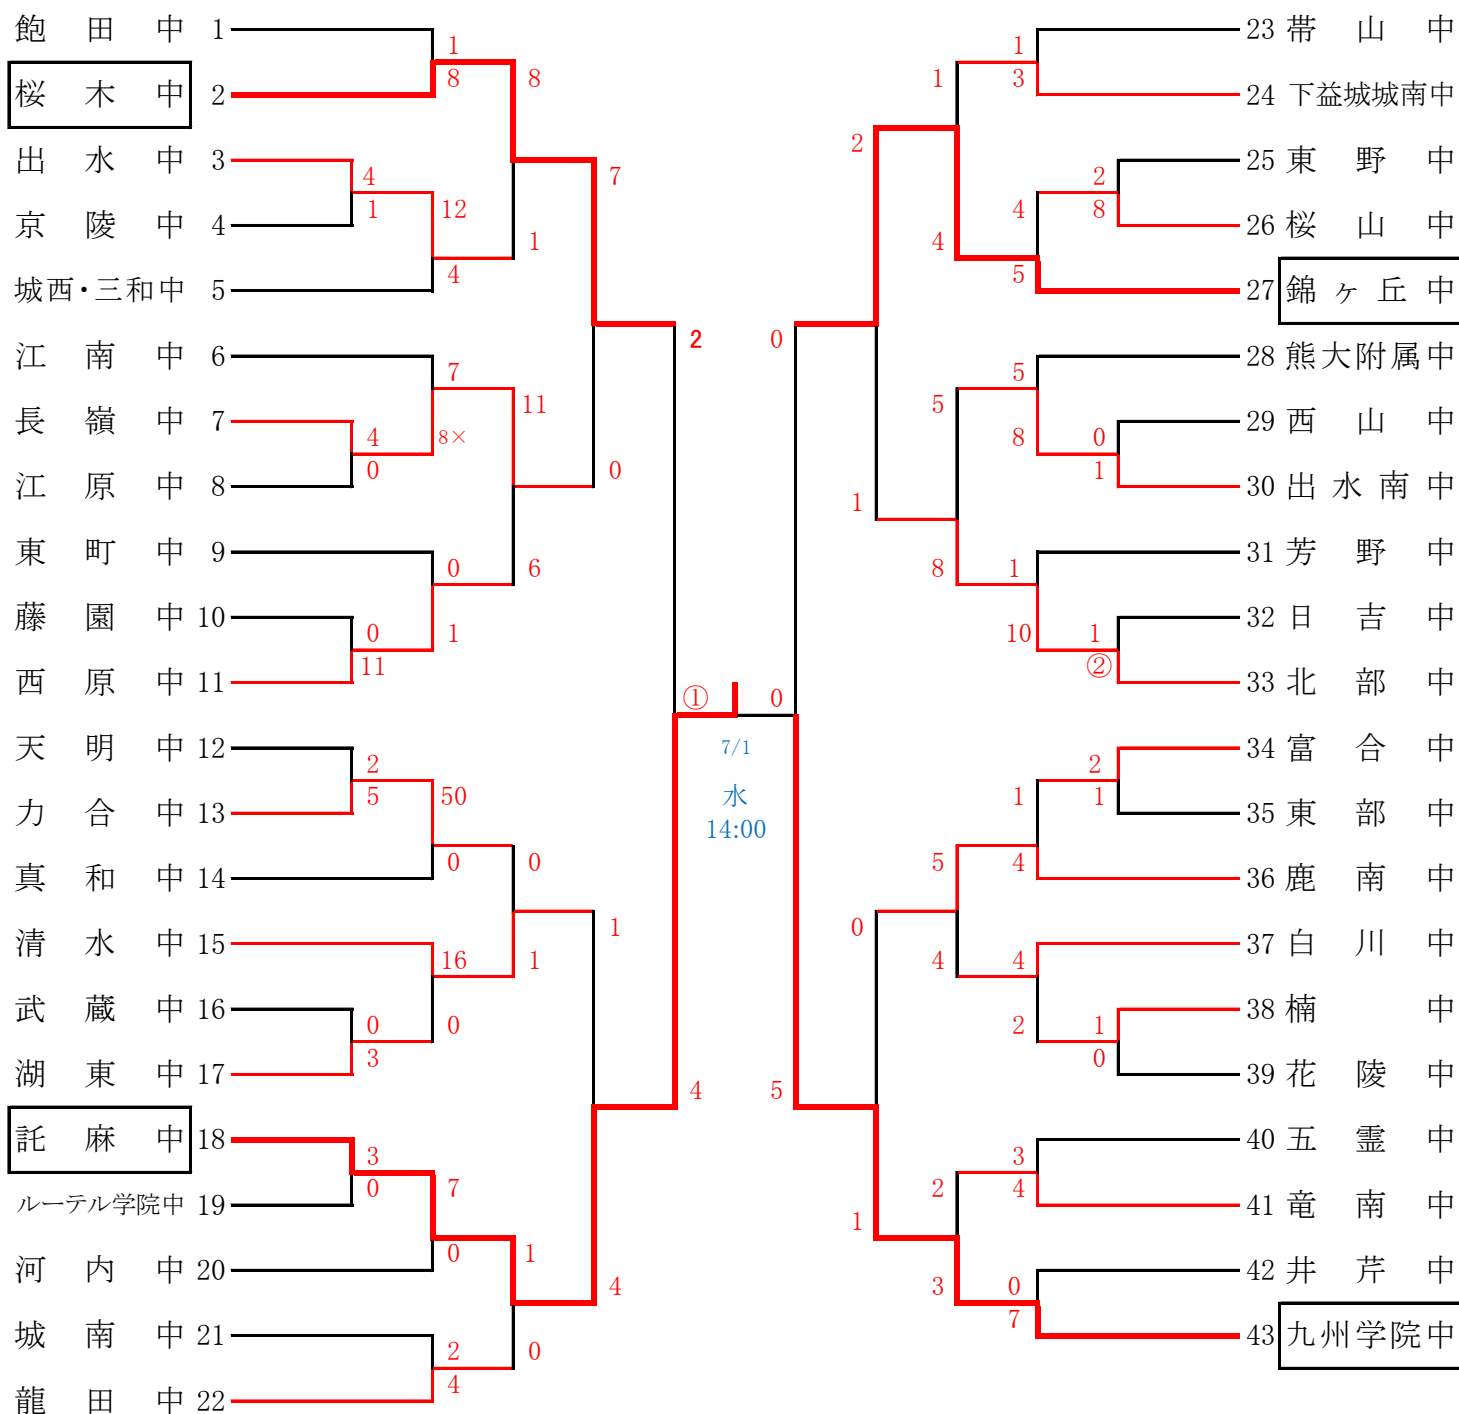 飽田中 1
桜木中 2
出水中 3
京陵中 4
城西・三和中 5
江南中 6
長嶺中 7
江原中 8
東町中 9
藤園中 10
西原中 11
天明中 12
力合中 13
真和中 14
清水中 15
武蔵中 16
湖東中 17
託麻中 18
ルーテル学院中 19
河内中 20
城南中 21
龍田中 22
1
8
4
1
12
4
8
1
7
7
4
0
8×
11
0
0
11
1
6
0
2
2
5
50
0
0
16
0
3
0
1
1
3
0
7
0
1
2
4
0
4
4
①
0
7/1
水
14:00
0
5
2
1
1
3
4
2
8
4
5
1
5
5
8
0
1
8
1
10
1
②
0
5
1
2
1
4
4
4
2
1
0
1
2
3
4
3
0
7
23 帯山中
24 下益城城南中
25 東野中
26 桜山中
27 錦ヶ丘中
28 熊大附属中
29 西山中
30 出水南中
31 芳野中
32 日吉中
33 北部中
34 富合中
35 東部中
36 鹿南中
37 白川中
38 楠中
39 花陵中
40 五霊中
41 竜南中
42 井芹中
43 九州学院中